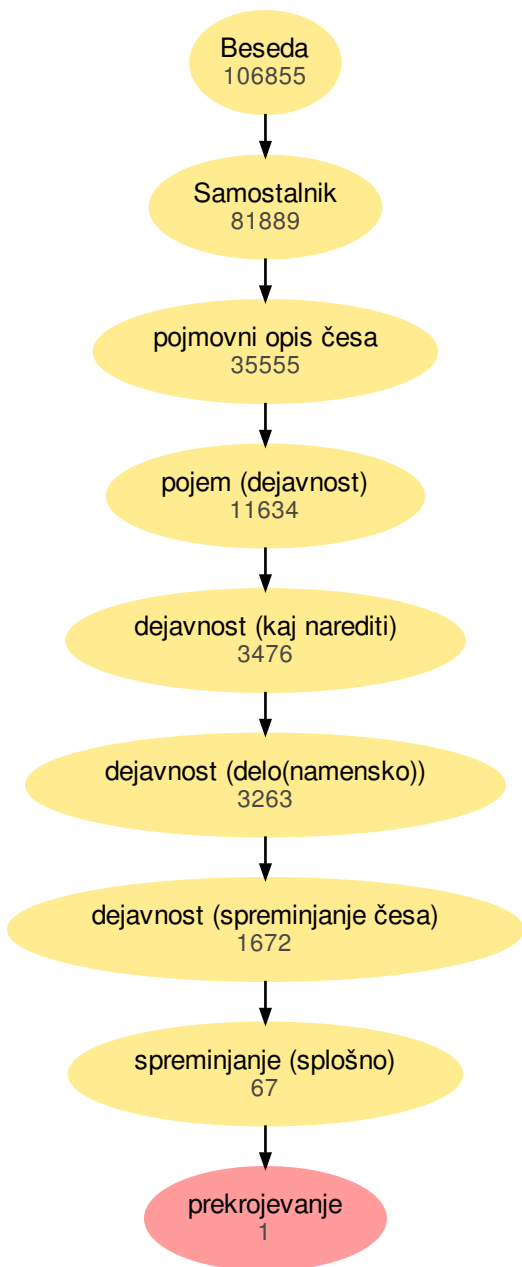 Beseda
106855
Samostalnik
81889
pojmovni opis česa
35555
pojem (dejavnost)
11634
dejavnost (kaj narediti)
3476
dejavnost (delo(namensko))
3263
dejavnost (spreminjanje česa)
1672
spreminjanje (splošno)
67
prekrojevanje
1